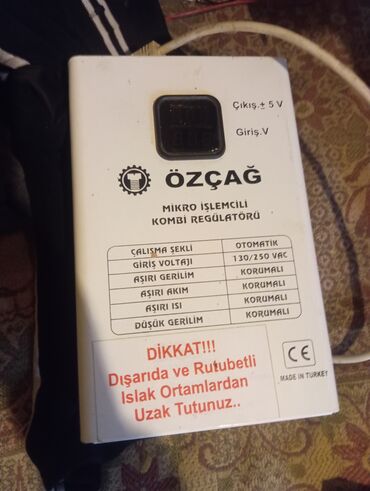 Çıkış.± 5 V
Giriş.V
ÖZÇAĞ
MİKRO İŞLEMCİLİ
KOMBİ REGÜLATÖRÜ
ÇALIŞMA ŞEKLİ OTOMATİK
GİRİŞ VOLTAJI 130/250 VAC
AŞIRI GERİLİM KORUMALI
AŞIRI AKIM KORUMALI
AŞIRI ISI KORUMALI
DÜŞÜK GERİLİM KORUMALI
DİKKAT!!!
Dışarıda ve Rutubetli
Islak Ortamlardan
Uzak Tutunuz..
CE
MADE IN TURKEY